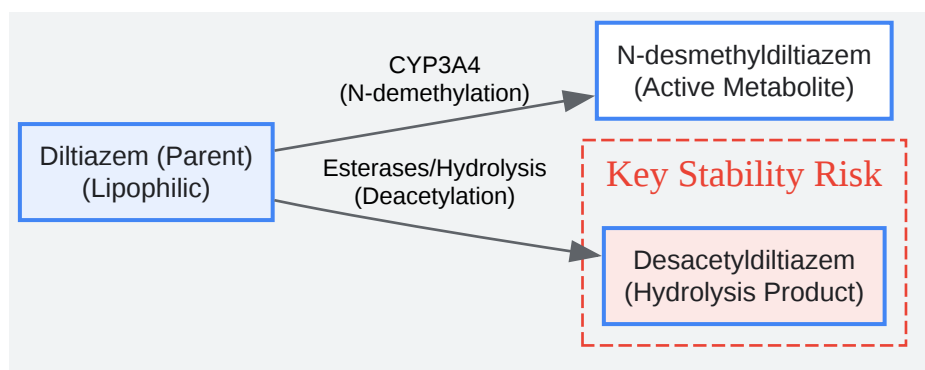 Diltiazem (Parent)
(Lipophilic)
CYP3A4
(N-demethylation)
N-desmethyldiltiazem
(Active Metabolite)
Esterases/Hydrolysis
(Deacetylation)
Key Stability Risk
Desacetyldiltiazem
(Hydrolysis Product)